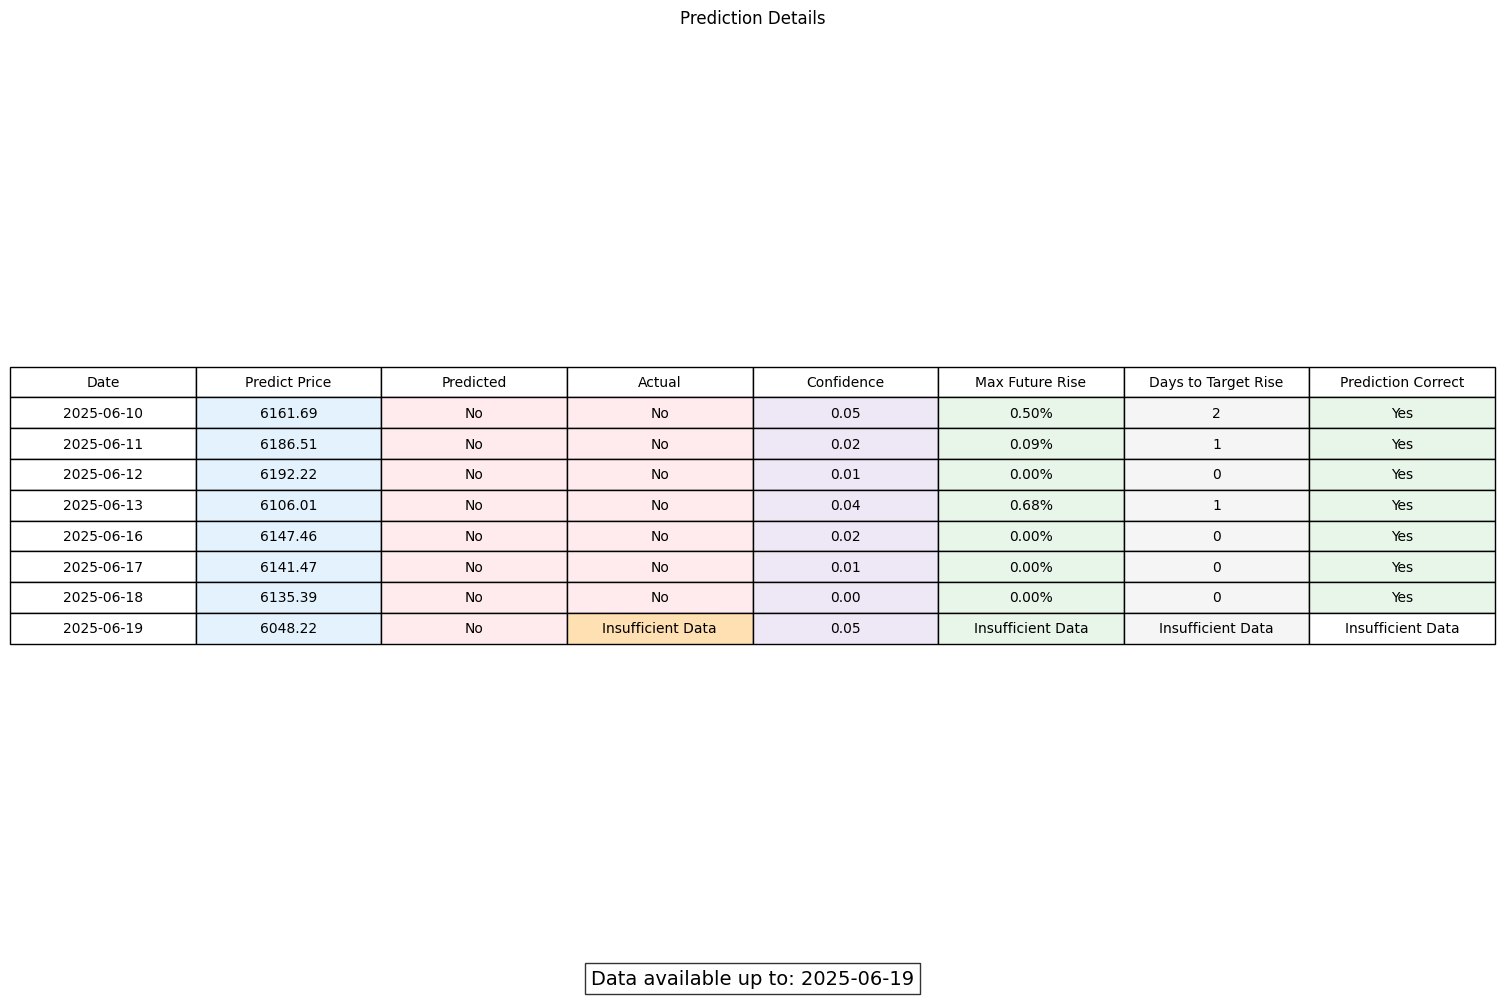 Prediction Details
Date Predict Price Predicted Actual Confidence Max Future Rise Days to Target Rise Prediction Correct
2025-06-10 6161.69 No No 0.05 0.50% 2 Yes
2025-06-11 6186.51 No No 0.02 0.09% 1 Yes
2025-06-12 6192.22 No No 0.01 0.00% 0 Yes
2025-06-13 6106.01 No No 0.04 0.68% 1 Yes
2025-06-16 6147.46 No No 0.02 0.00% 0 Yes
2025-06-17 6141.47 No No 0.01 0.00% 0 Yes
2025-06-18 6135.39 No No 0.00 0.00% 0 Yes
2025-06-19 6048.22 No Insufficient Data 0.05 Insufficient Data Insufficient Data Insufficient Data
Data available up to: 2025-06-19